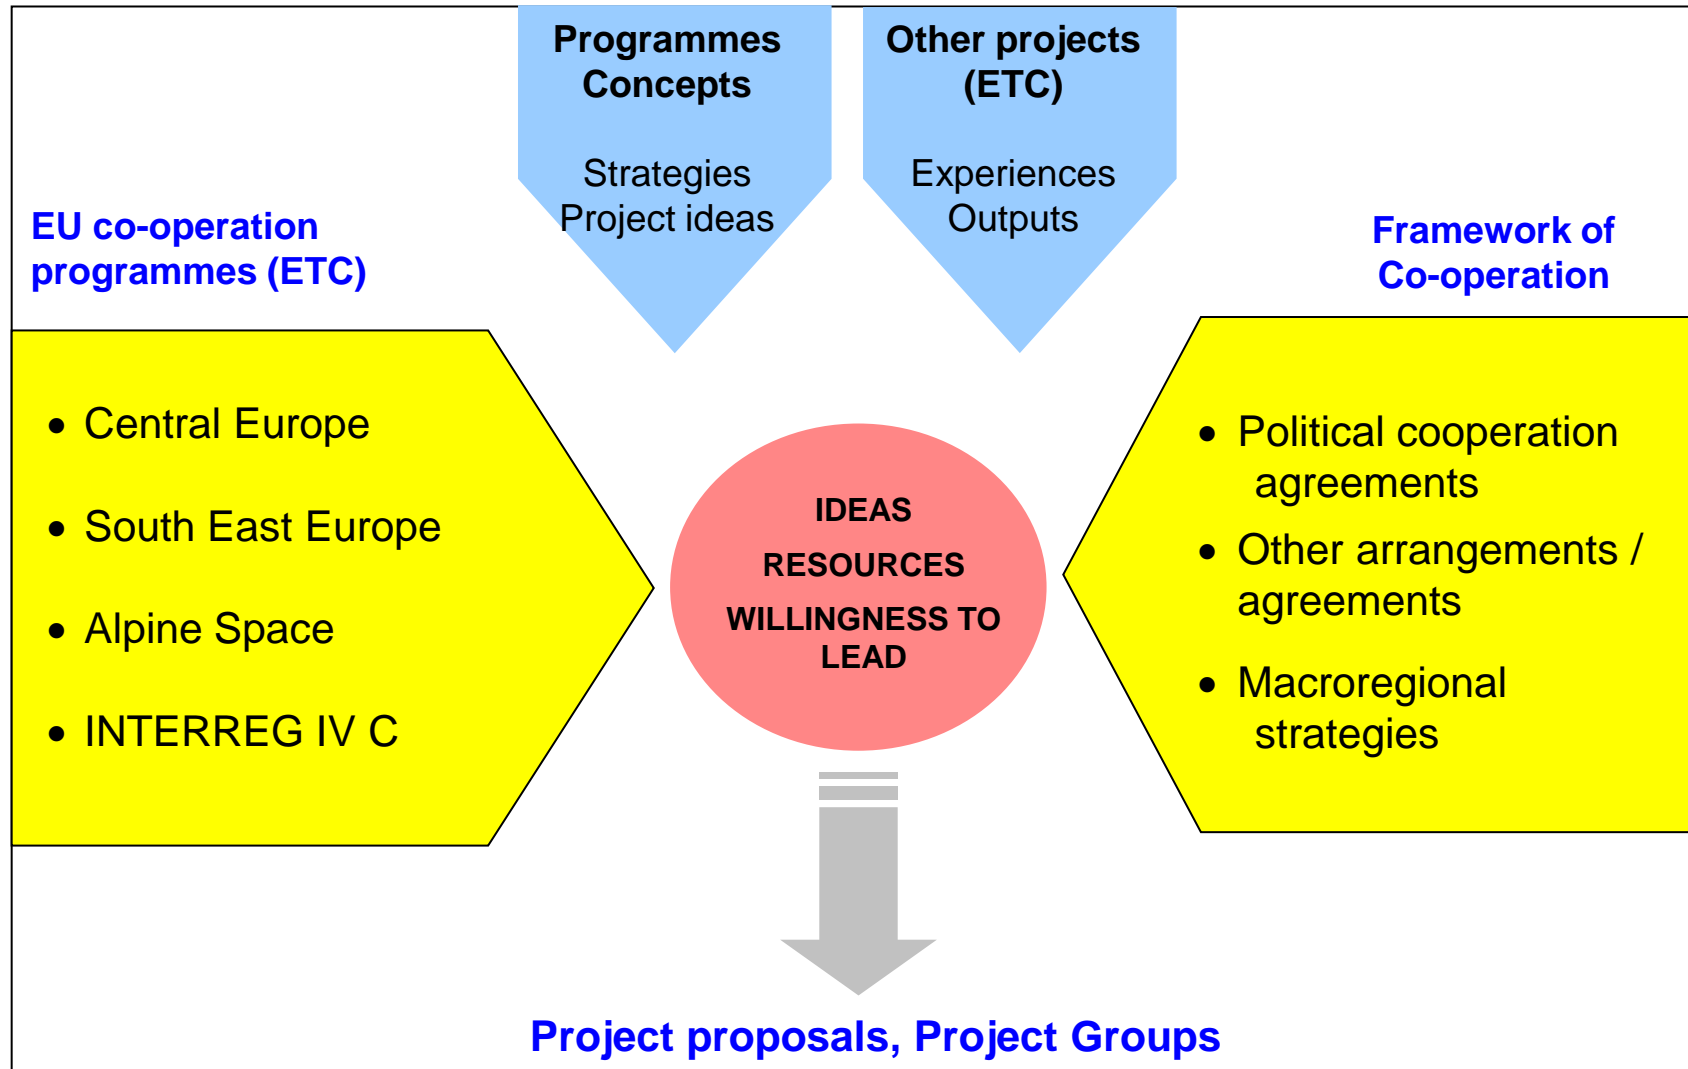 Programmes
Concepts
Strategies
Project ideas
Other projects
(ETC)
Experiences
Outputs
EU co-operation
programmes (ETC)
Framework of
Co-operation
• Central Europe
• South East Europe
• Alpine Space
• INTERREG IV C
IDEAS
RESOURCES
WILLINGNESS TO
LEAD
• Political cooperation
agreements
• Other arrangements /
agreements
• Macroregional
strategies
Project proposals, Project Groups